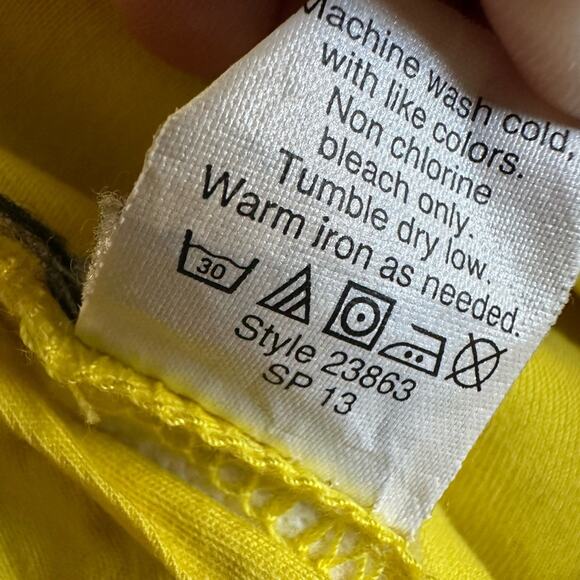 Machine wash cold,
with like colors.
Non chlorine
bleach only.
Tumble dry low.
Warm iron as needed.
30
Style 23863
SP 13